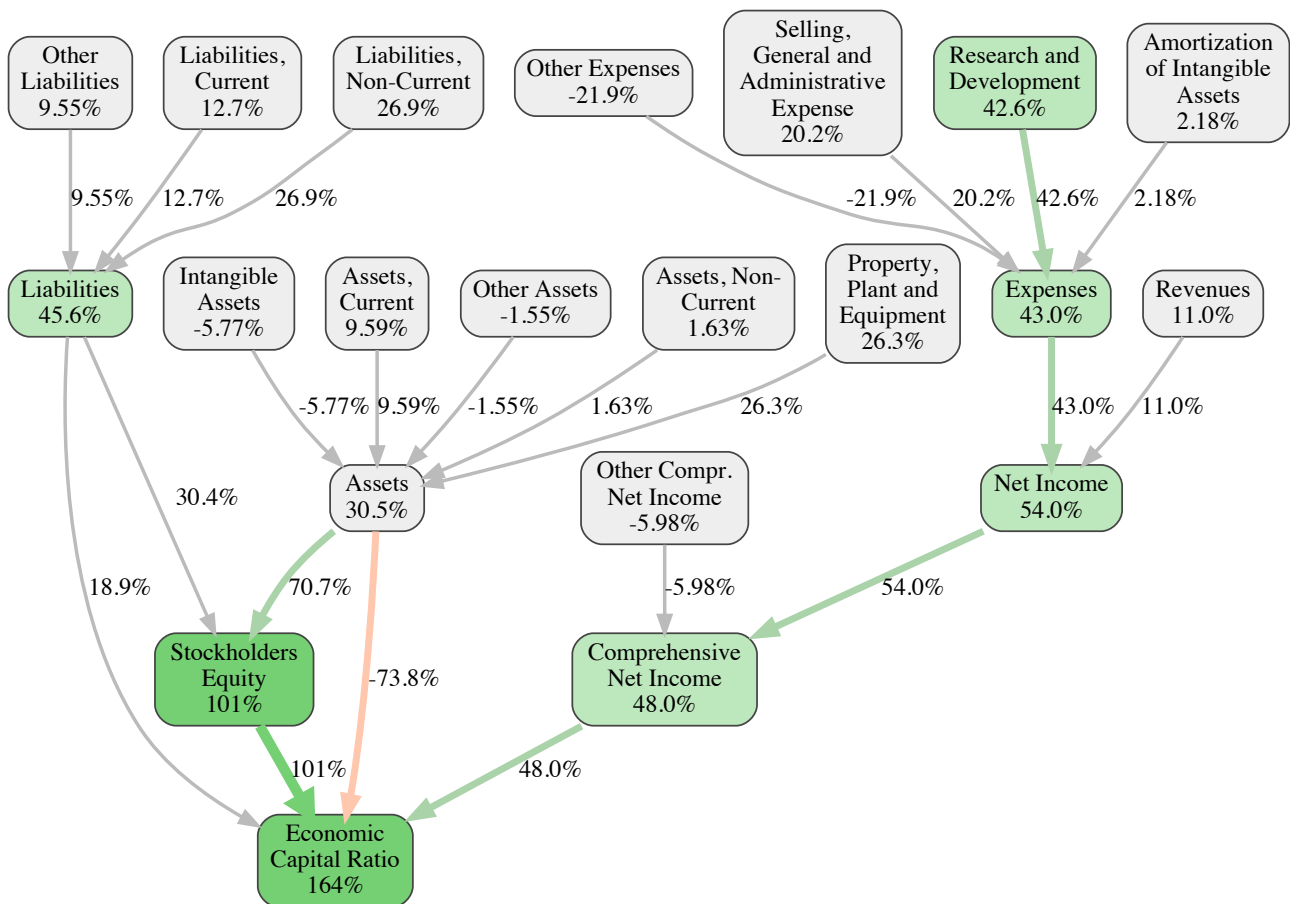 Other
Liabilities
9.55%
Liabilities,
Current
12.7%
Liabilities,
Non-Current
26.9%
Other Expenses
-21.9%
Selling,
General and
Administrative
Expense
20.2%
Research and
Development
42.6%
Amortization
of Intangible
Assets
2.18%
9.55%
12.7%
26.9%
-21.9%
20.2%
42.6%
2.18%
Liabilities
45.6%
Intangible
Assets
-5.77%
Assets,
Current
9.59%
Other Assets
-1.55%
Assets, Non-
Current
1.63%
Property,
Plant and
Equipment
26.3%
Expenses
43.0%
Revenues
11.0%
-5.77%
9.59%
-1.55%
1.63%
26.3%
43.0%
11.0%
30.4%
Assets
30.5%
Other Compr.
Net Income
-5.98%
Net Income
54.0%
18.9%
70.7%
-5.98%
54.0%
Stockholders
Equity
101%
-73.8%
Comprehensive
Net Income
48.0%
101%
48.0%
Economic
Capital Ratio
164%